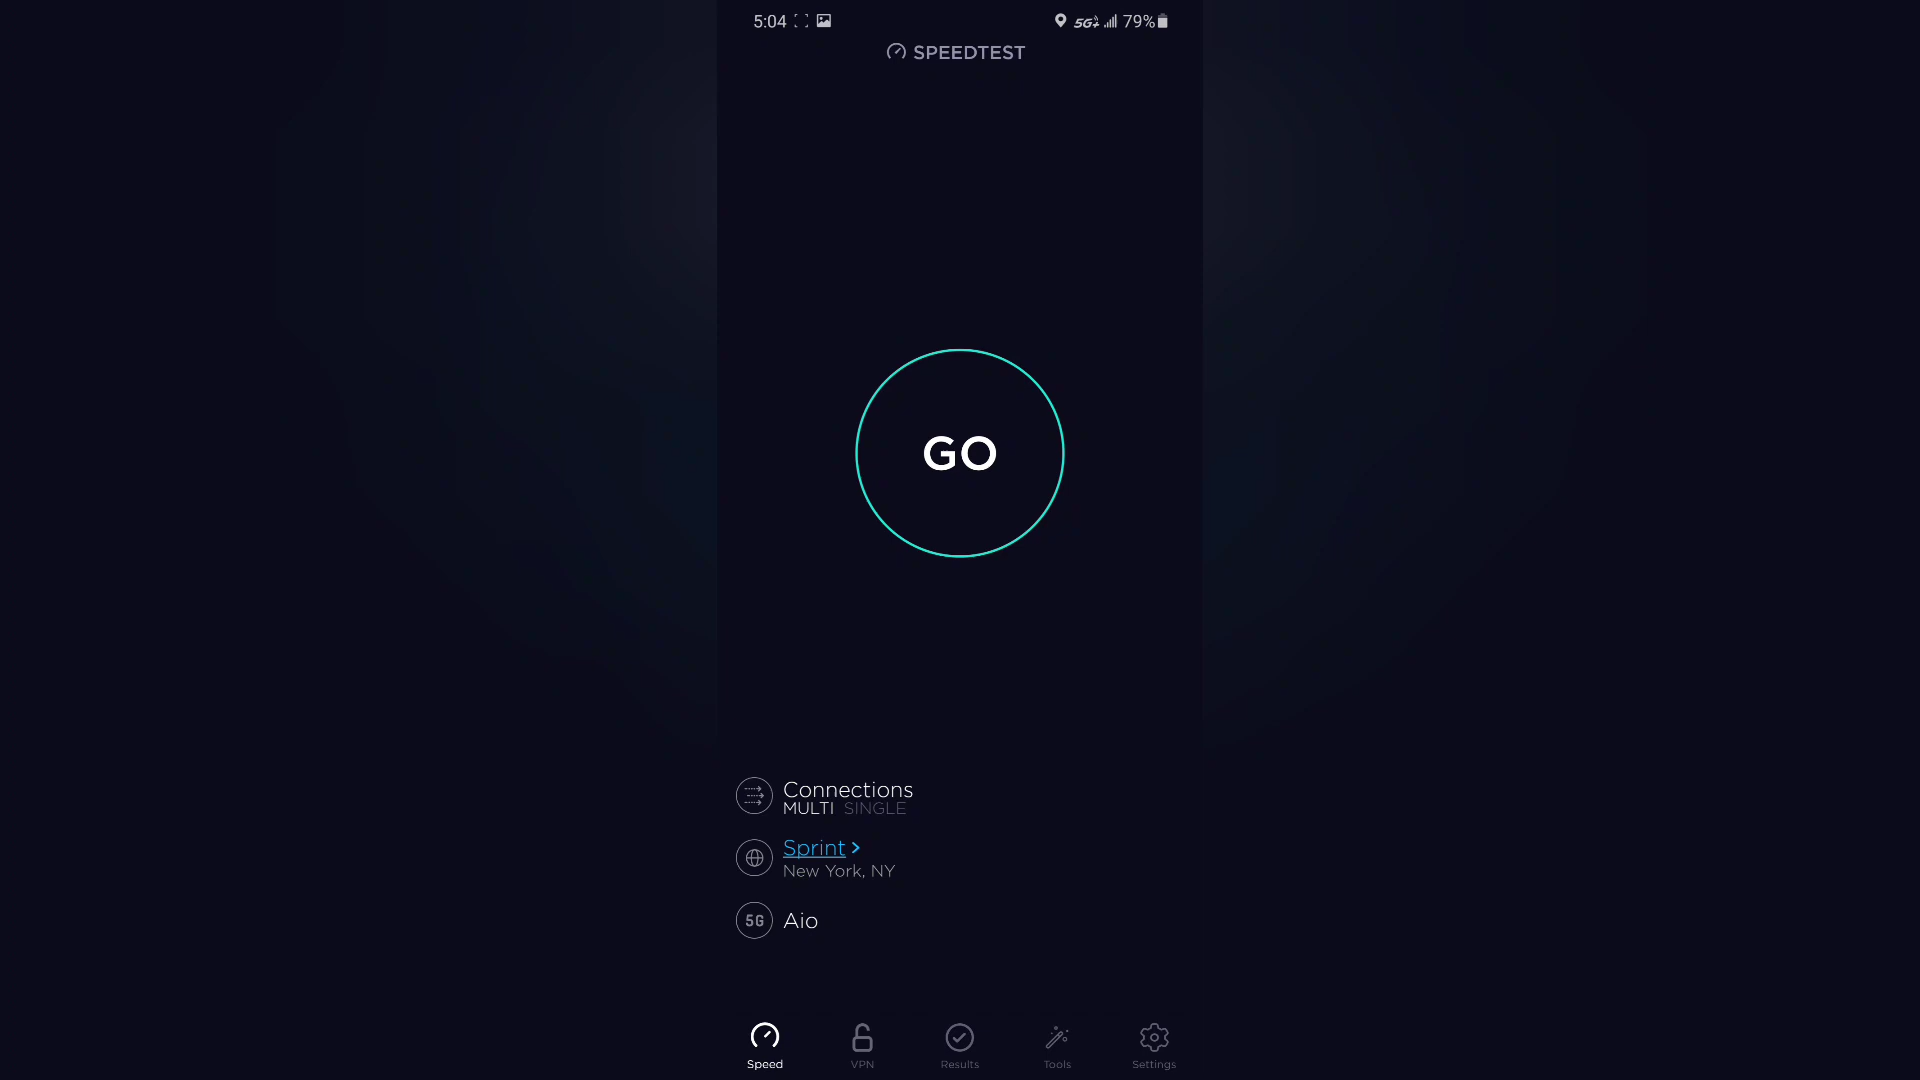 5:04 5G+ 79%
SPEEDTEST
GO
Connections
MULTI SINGLE
Sprint >
New York, NY
5G Aio
Speed VPN Results Tools Settings